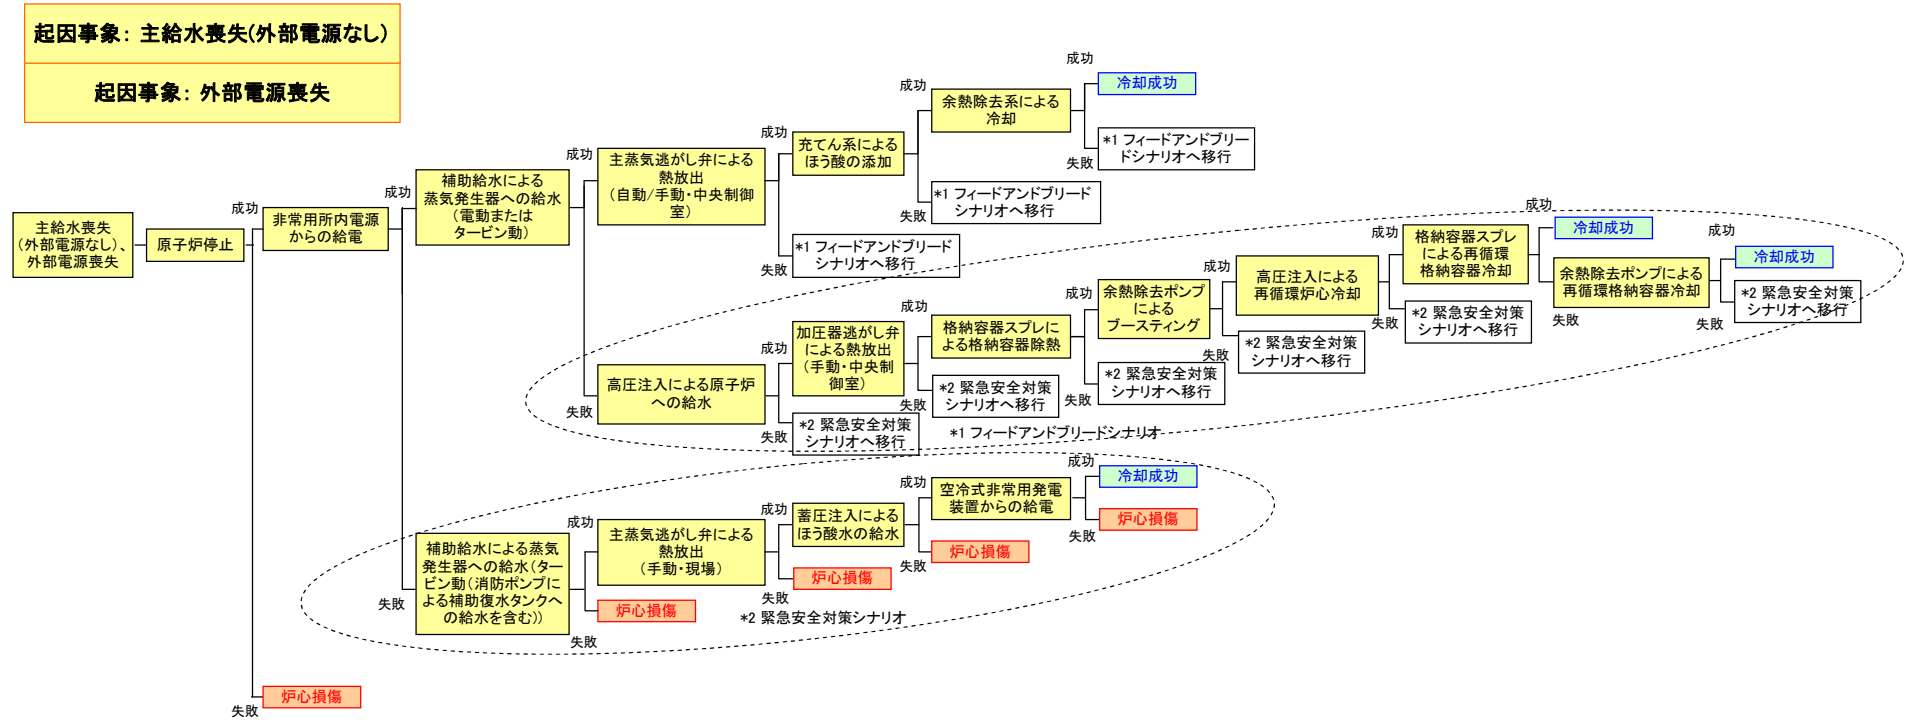 起因事象：主給水喪失(外部電源なし)
起因事象：外部電源喪失
主給水喪失
（外部電源なし）、
外部電源喪失
原子炉停止
成功
非常用所内電源
からの給電
失敗
炉心損傷
成功
補助給水による
蒸気発生器への給水
（電動または
タービン動）
成功
主蒸気逃がし弁による
熱放出
（自動/手動・中央制御
室）
成功
充てん系による
ほう酸の添加
成功
余熱除去系による
冷却
成功
冷却成功
失敗
*1 フィードアンドブリー
ドシナリオへ移行
失敗
*1 フィードアンドブリード
シナリオへ移行
失敗
*1 フィードアンドブリード
シナリオへ移行
失敗
高圧注入による原子炉
への給水
成功
加圧器逃がし弁
による熱放出
（手動・中央制
御室）
成功
格納容器スプレに
よる格納容器除熱
成功
余熱除去ポンプ
による
ブースティング
成功
高圧注入による
再循環炉心冷却
成功
格納容器スプレ
による再循環
格納容器冷却
成功
冷却成功
失敗
余熱除去ポンプによる
再循環格納容器冷却
成功
冷却成功
失敗
*2 緊急安全対策
シナリオへ移行
失敗
*2 緊急安全対策
シナリオへ移行
失敗
*2 緊急安全対策
シナリオへ移行
失敗
*2 緊急安全対策
シナリオへ移行
失敗
*2 緊急安全対策
シナリオへ移行
失敗
*2 緊急安全対策
シナリオへ移行
*1 フィードアンドブリードシナリオ
失敗
補助給水による蒸気
発生器への給水（ター
ビン動（消防ポンプに
よる補助復水タンクへ
の給水を含む））
成功
主蒸気逃がし弁による
熱放出
（手動・現場）
成功
蓄圧注入による
ほう酸水の給水
成功
空冷式非常用発電
装置からの給電
成功
冷却成功
失敗
炉心損傷
失敗
炉心損傷
失敗
炉心損傷
失敗
炉心損傷
*2 緊急安全対策シナリオ